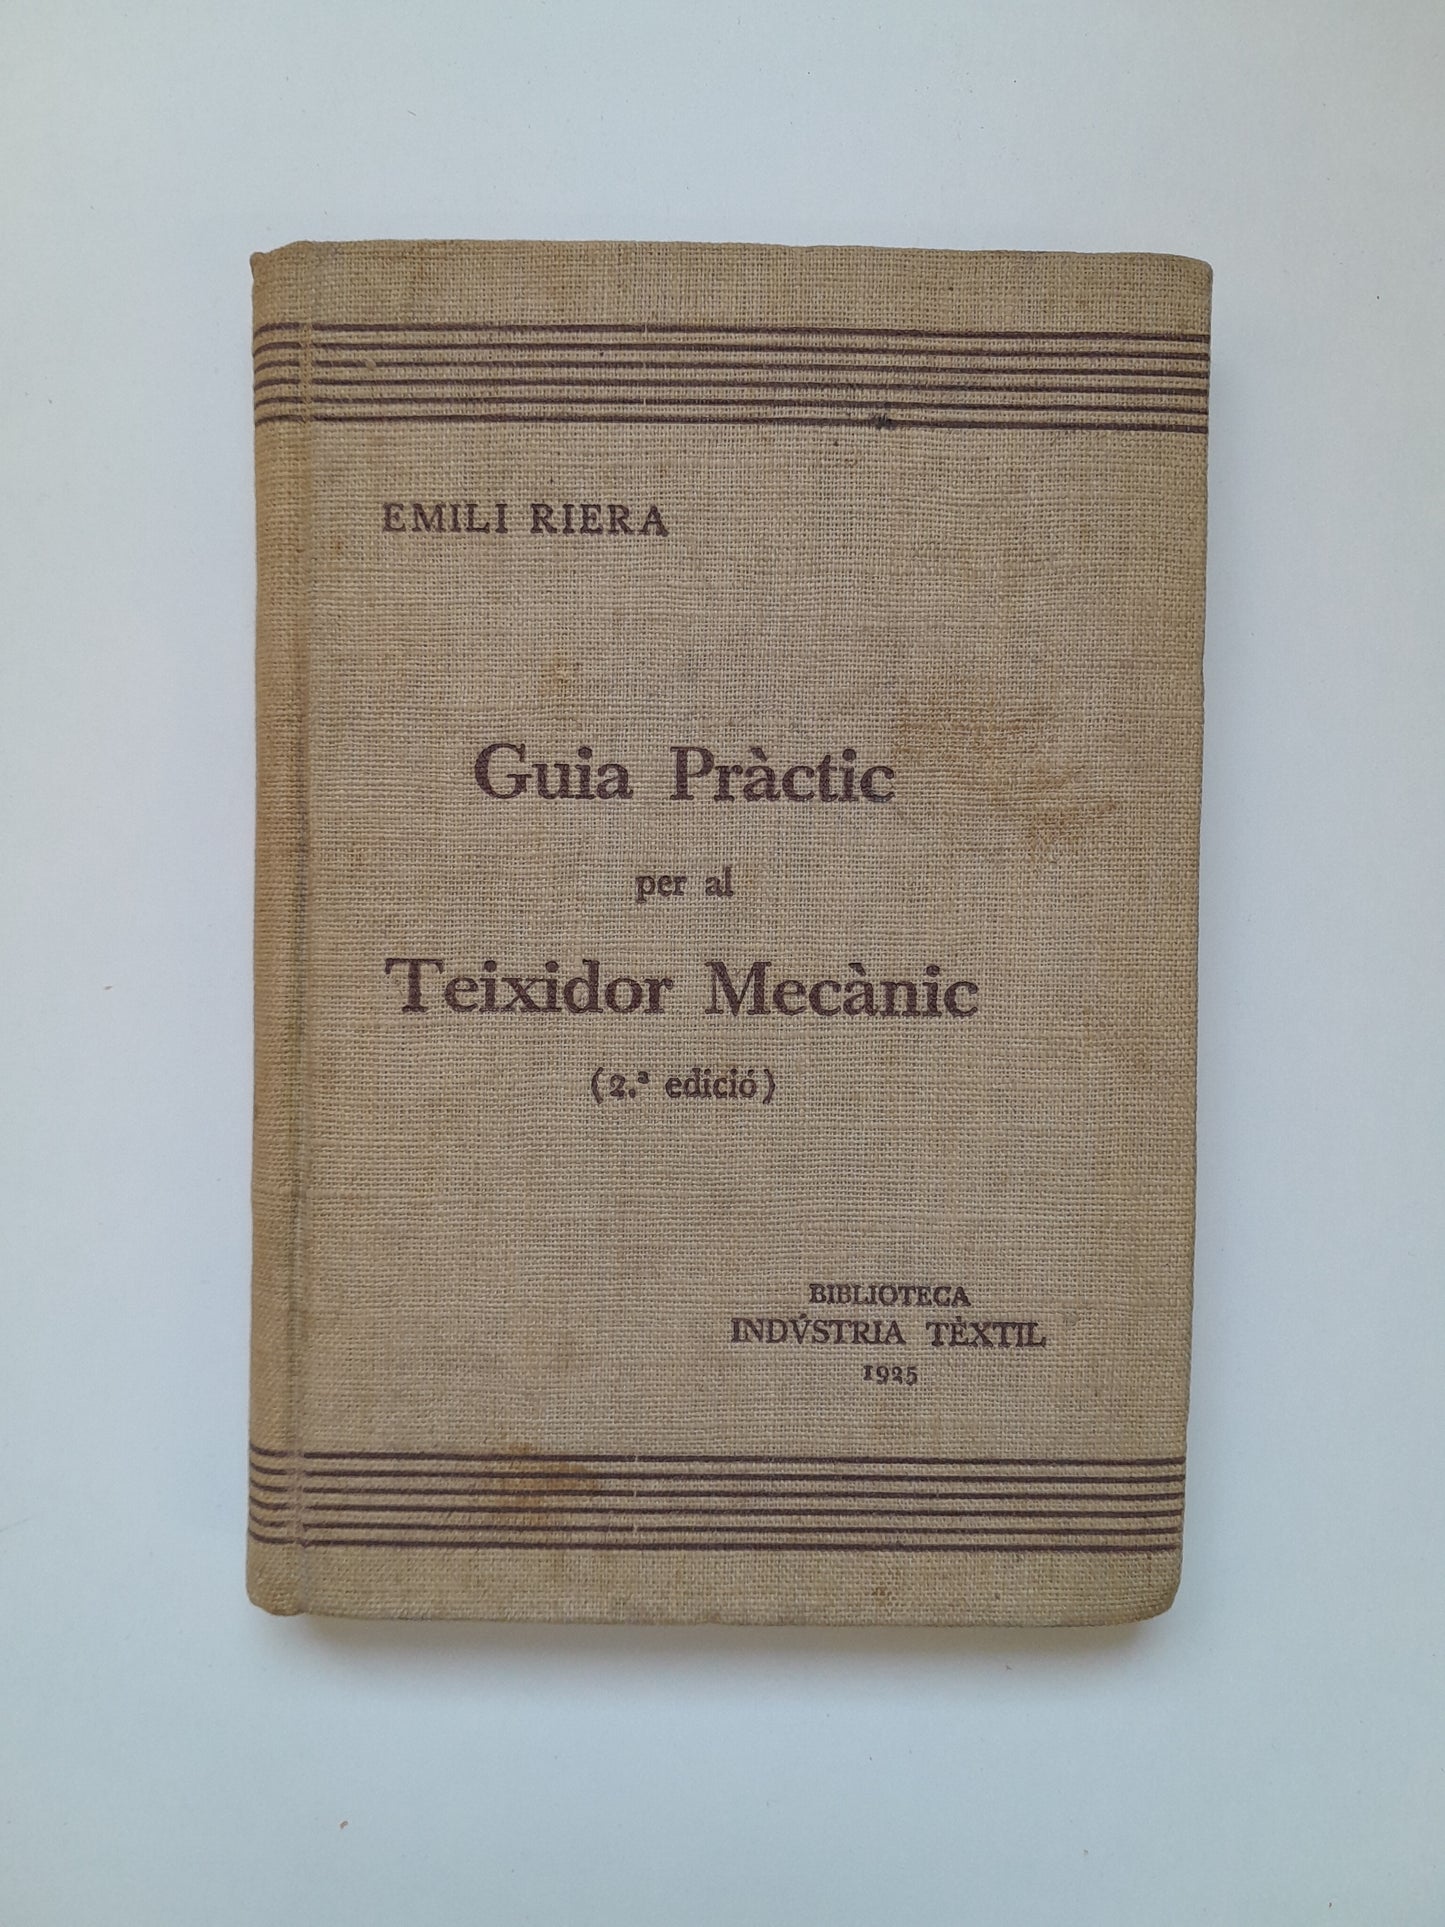 EMILI RIERA
Guia Pràctic
per al
Teixidor Mecànic
(2.ª edició)
BIBLIOTECA
INDVSTRIA TÈXTIL
1925